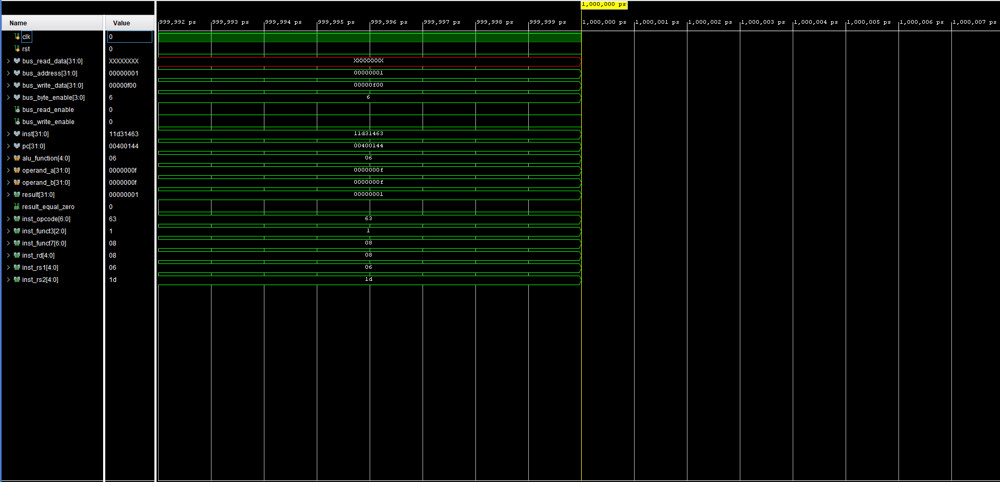 1,000,000 ps
Name Value 999,992 ps 999,993 ps 999,994 ps 999,995 ps 999,996 ps 999,997 ps 999,998 ps 999,999 ps 1,000,000 ps 1,000,001 ps 1,000,002 ps 1,000,003 ps 1,000,004 ps 1,000,005 ps 1,000,006 ps 1,000,007 ps
clk 0
rst 0
bus_read_data[31:0] XXXXXXXX XXXXXXXX
bus_address[31:0] 00000001 00000001
bus_write_data[31:0] 00000f00 00000f00
bus_byte_enable[3:0] 6 6
bus_read_enable 0
bus_write_enable 0
inst[31:0] 11d31463 11d31463
pc[31:0] 00400144 00400144
alu_function[4:0] 06 06
operand_a[31:0] 0000000f 0000000f
operand_b[31:0] 0000000f 0000000f
result[31:0] 00000001 00000001
result_equal_zero 0
inst_opcode[6:0] 63 63
inst_funct3[2:0] 1 1
inst_funct7[6:0] 08 08
inst_rd[4:0] 08 08
inst_rs1[4:0] 06 06
inst_rs2[4:0] 1d 1d